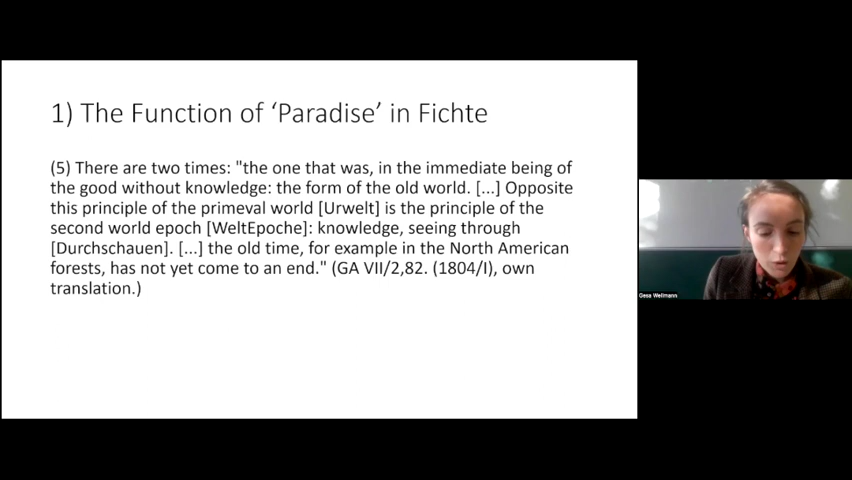 1) The Function of ‘Paradise’ in Fichte
(5) There are two times: "the one that was, in the immediate being of
the good without knowledge: the form of the old world. [...] Opposite
this principle of the primeval world [Urwelt] is the principle of the
second world epoch [WeltEpoche]: knowledge, seeing through
[Durchschauen]. [...] the old time, for example in the North American
forests, has not yet come to an end." (GA VII/2,82. (1804/I), own
translation.)
Gesa Wellmann